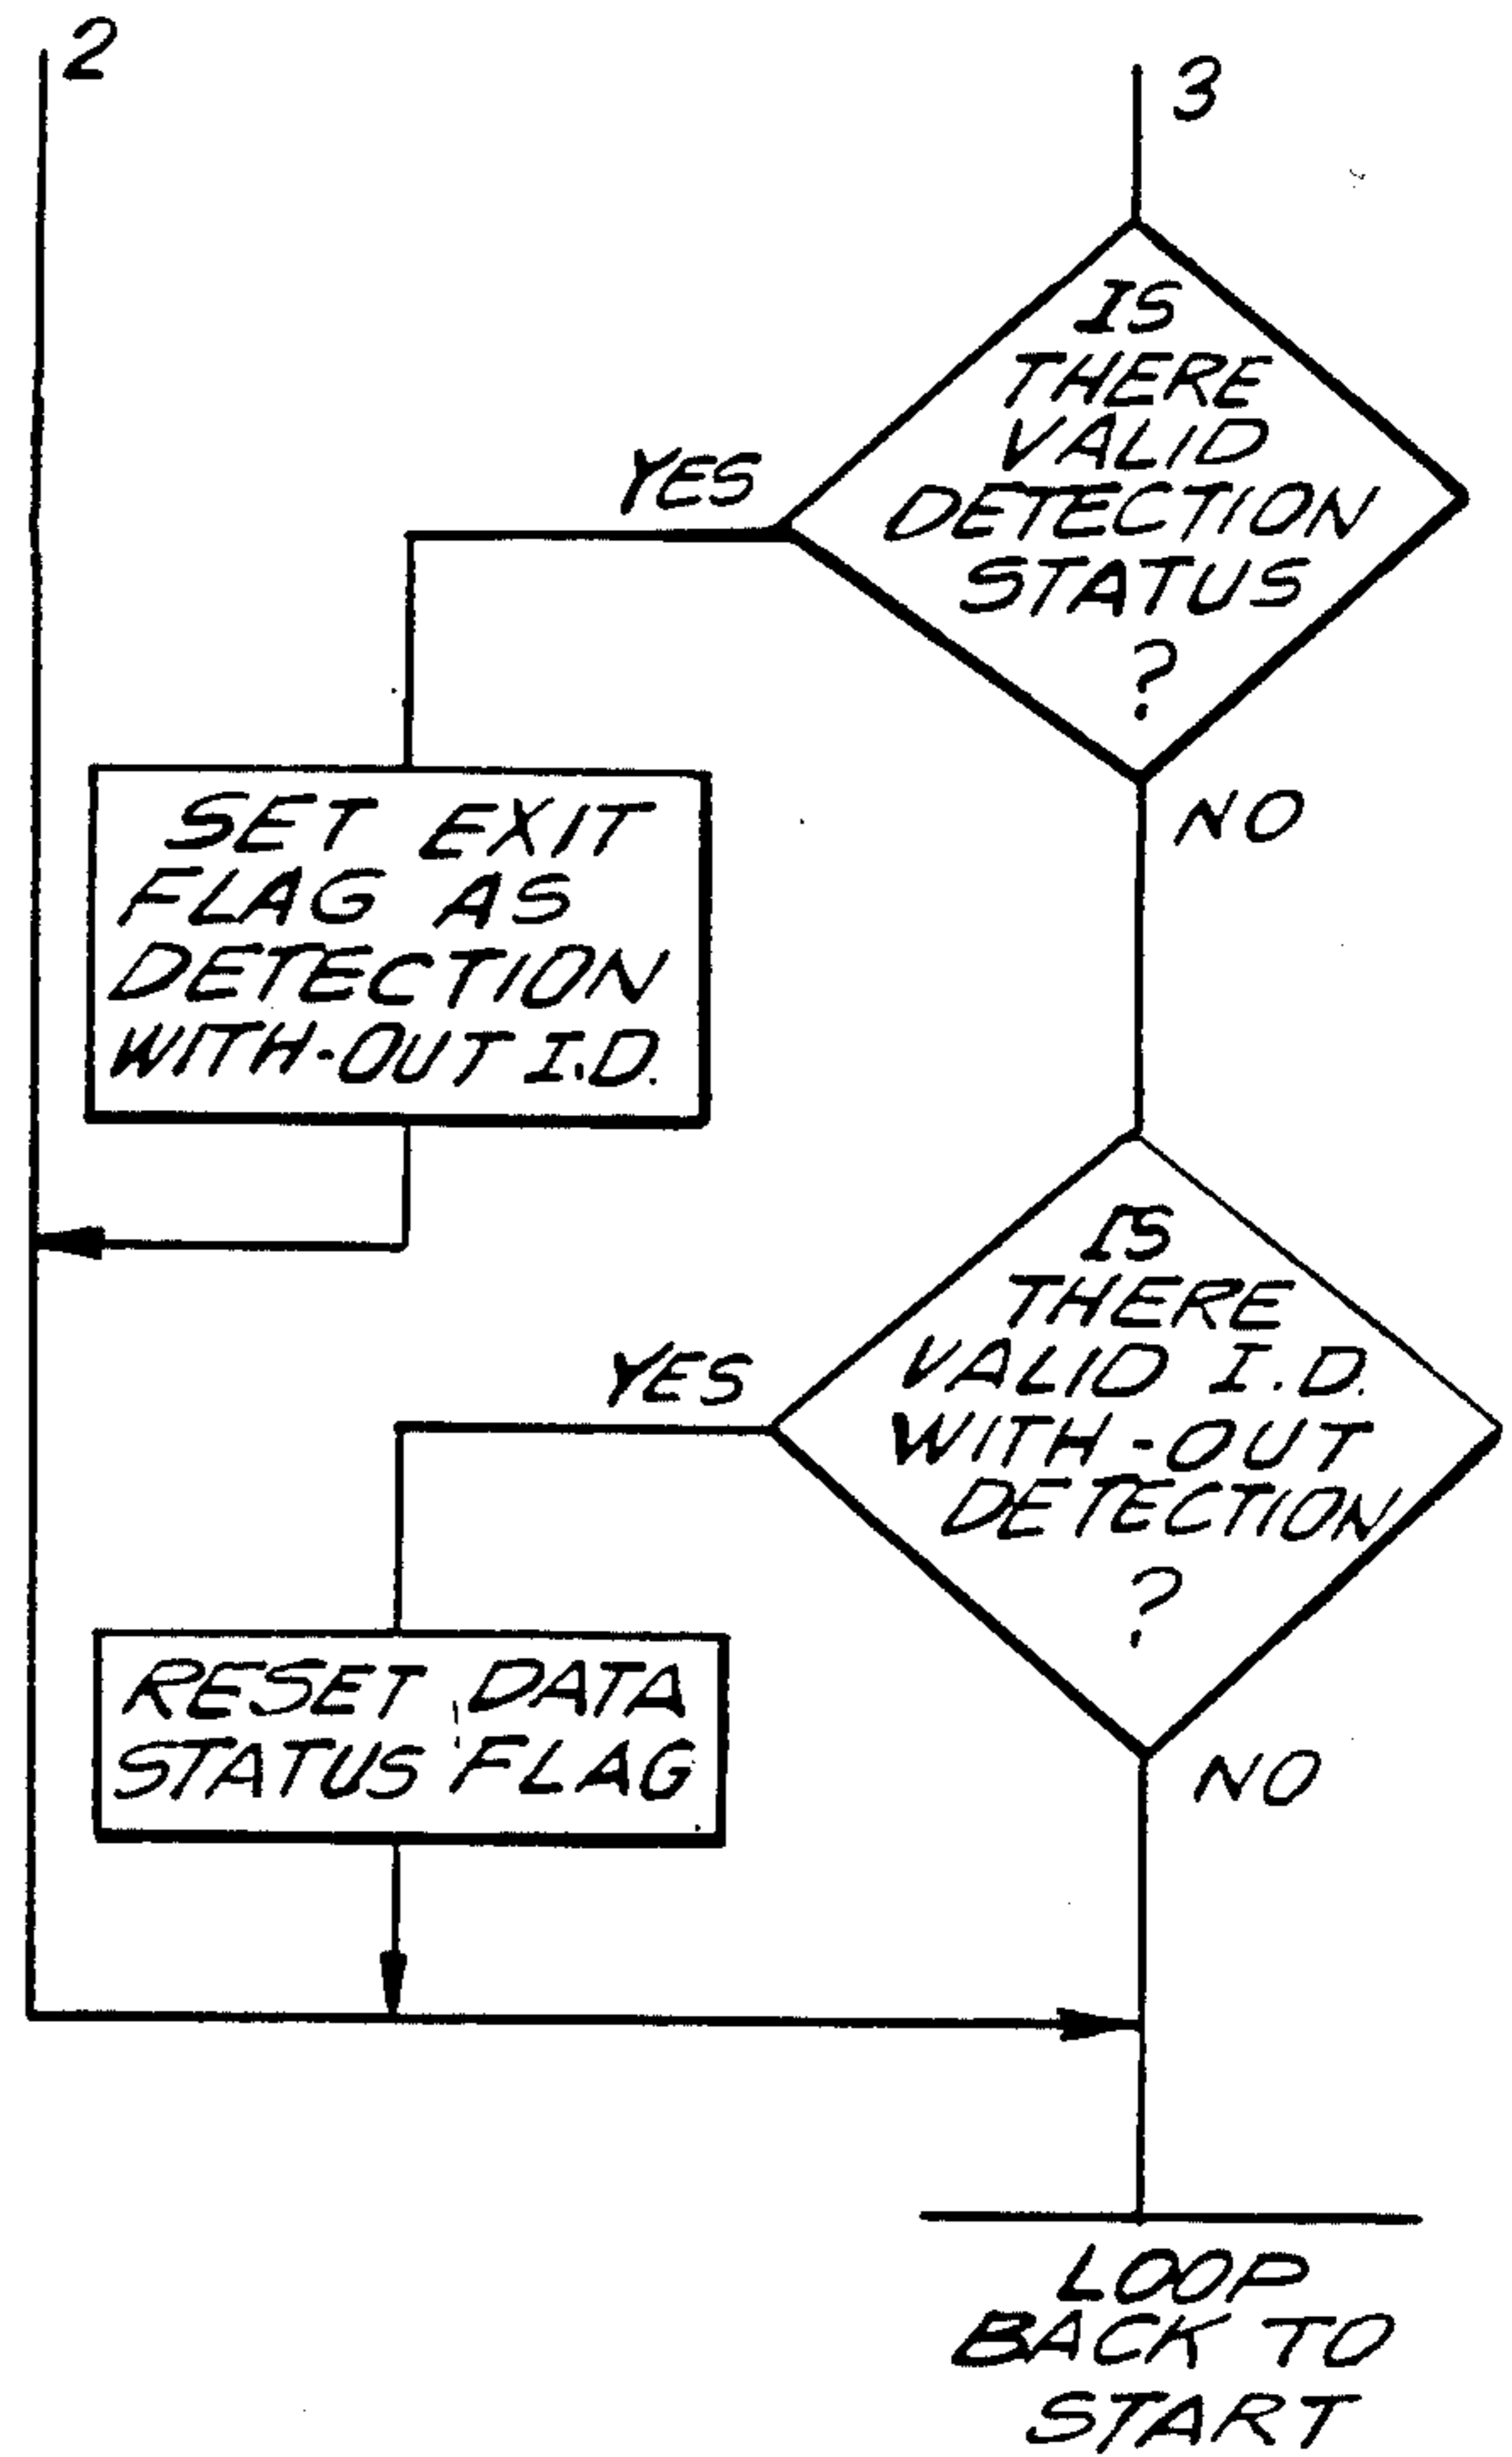 2
3
IS
THERE
VALID
DETECTION
STATUS
?
YES
NO
SET EXIT
FLAG AS
DETECTION
WITH-OUT I.D.
IS
THERE
VALID I.D.
WITH-OUT
DETECTION
?
YES
NO
RESET DATA
STATUS FLAG
LOOP
BACK TO
START